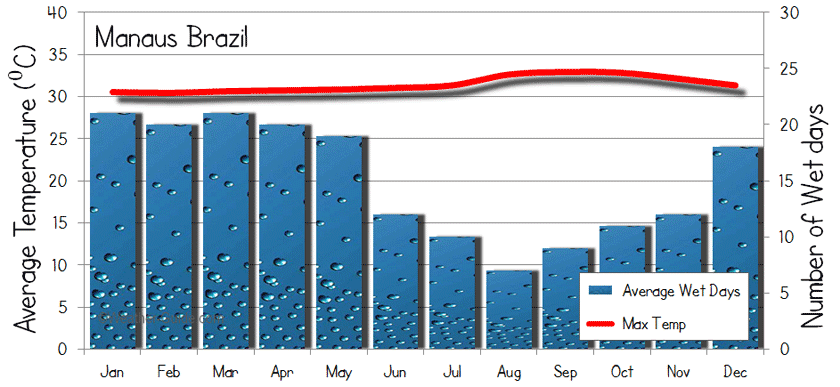 Manaus Brazil
Average Temperature (⁰C)
40
35
30
25
20
15
10
5
0
Number of Wet days
30
25
20
15
10
5
0
Average Wet Days
Max Temp
Jan Feb Mar Apr May Jun Jul Aug Sep Oct Nov Dec